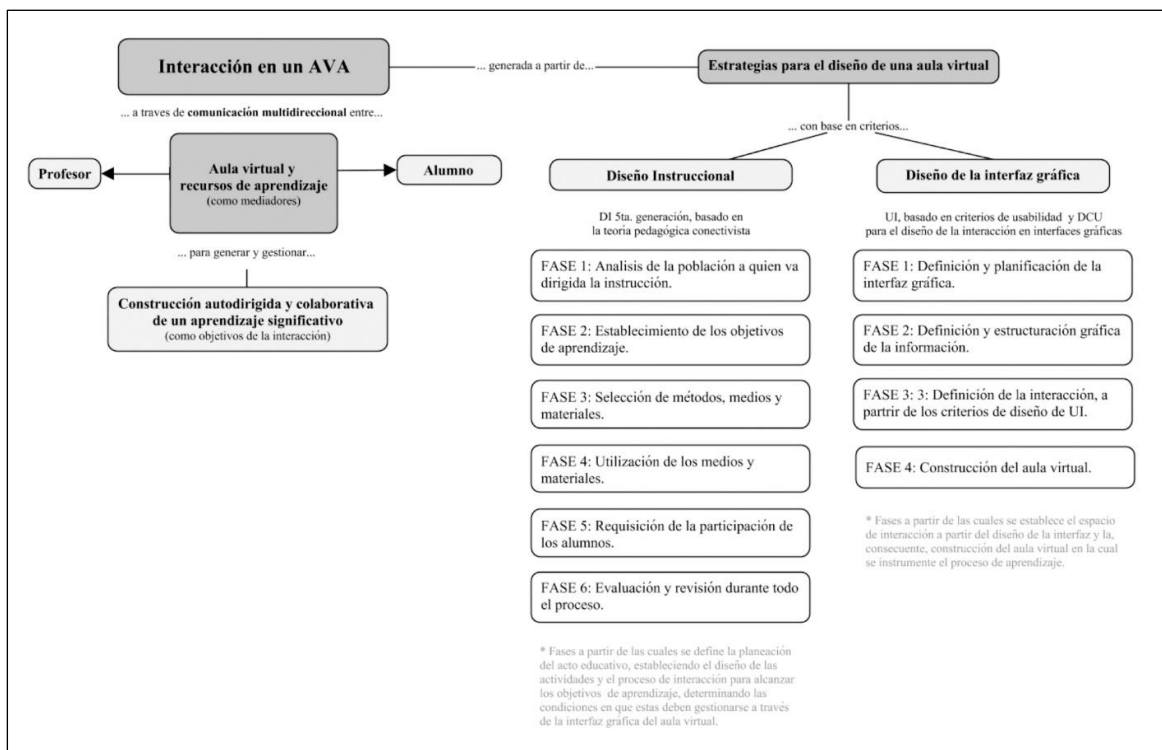 Interacción en un AVA
... generada a partir de...
Estrategias para el diseño de una aula virtual
... a traves de comunicación multidireccional entre...
Profesor
Aula virtual y
recursos de aprendizaje
(como mediadores)
Alumno
... para generar y gestionar...
Construcción autodirigida y colaborativa
de un aprendizaje significativo
(como objetivos de la interacción)
... con base en criterios...
Diseño Instruccional
DI 5ta. generación, basado en
la teoria pedagógica conectivista
FASE 1: Analisis de la población a quien va
dirigida la instrucción.
FASE 2: Establecimiento de los objetivos
de aprendizaje.
FASE 3: Selección de métodos, medios y
materiales.
FASE 4: Utilización de los medios y
materiales.
FASE 5: Requisición de la participación de
los alumnos.
FASE 6: Evaluación y revisión durante todo
el proceso.
* Fases a partir de las cuales se define la planeación
del acto educativo, estableciendo el diseño de las
actividades y el proceso de interacción para alcanzar
los objetivos de aprendizaje, determinando las
condiciones en que estas deben gestionarse a través
de la interfaz gráfica del aula virtual.
Diseño de la interfaz gráfica
UI, basado en criterios de usabilidad y DCU
para el diseño de la interacción en interfaces gráficas
FASE 1: Definición y planificación de la
interfaz gráfica.
FASE 2: Definición y estructuración gráfica
de la información.
FASE 3: 3: Definición de la interacción, a
partrir de los criterios de diseño de UI.
FASE 4: Construcción del aula virtual.
* Fases a partir de las cuales se establece el espacio
de interacción a partir del diseño de la interfaz y la,
consecuente, construcción del aula virtual en la cual
se instrumente el proceso de aprendizaje.